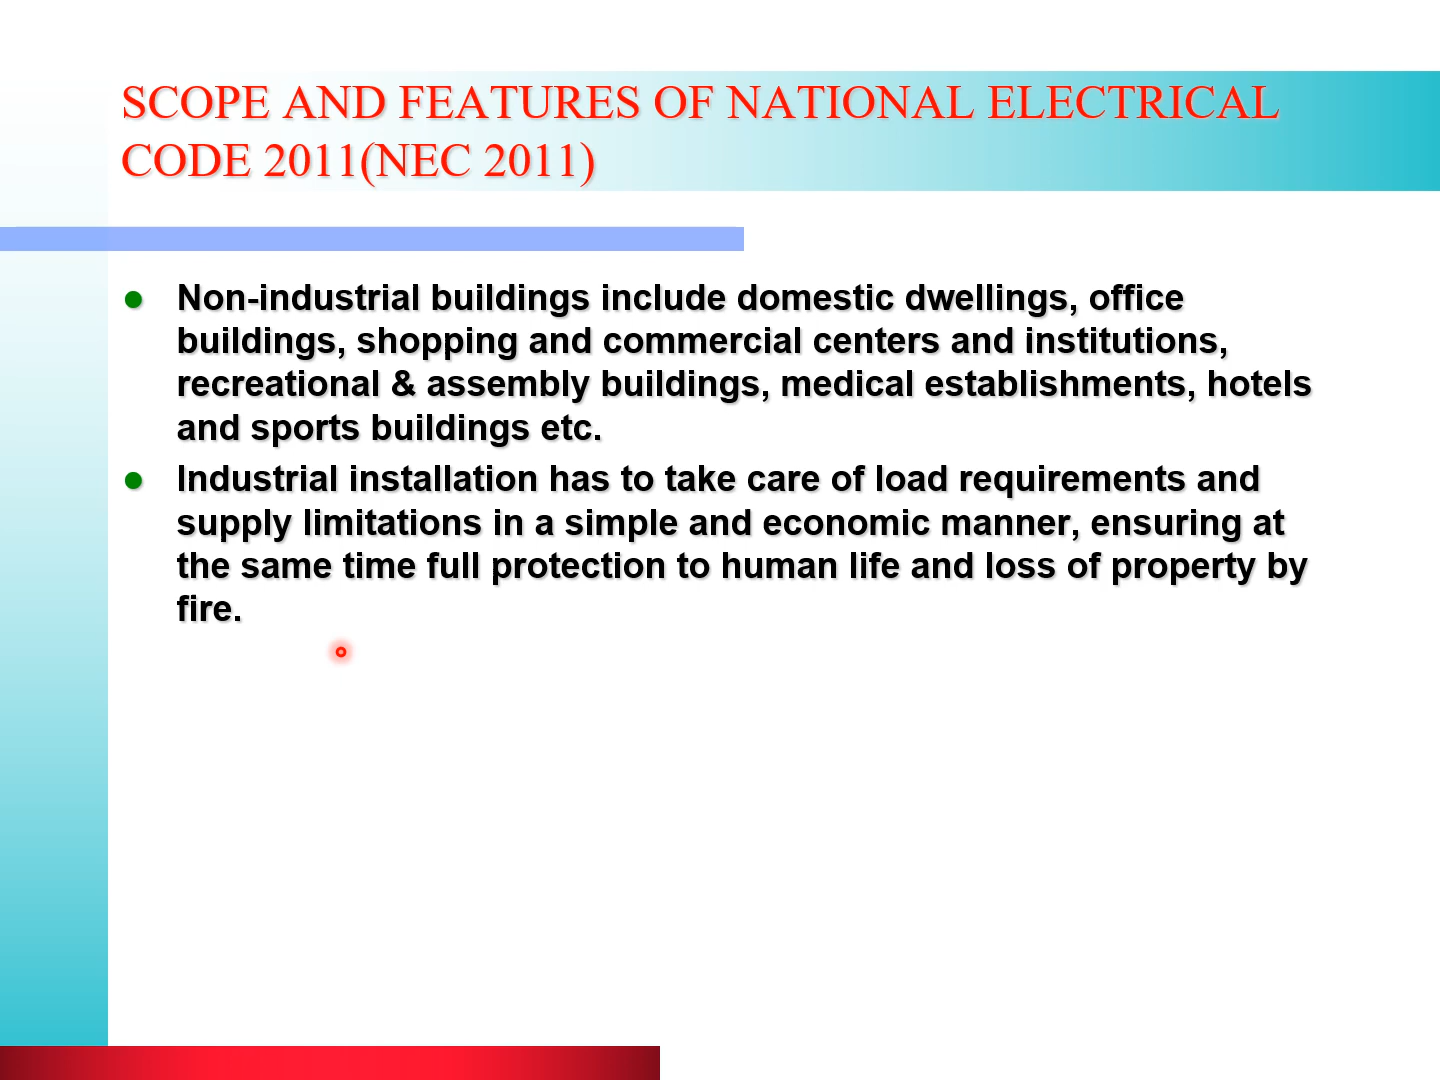 SCOPE AND FEATURES OF NATIONAL ELECTRICAL
CODE 2011(NEC 2011)
Non-industrial buildings include domestic dwellings, office
buildings, shopping and commercial centers and institutions,
recreational & assembly buildings, medical establishments, hotels
and sports buildings etc.
Industrial installation has to take care of load requirements and
supply limitations in a simple and economic manner, ensuring at
the same time full protection to human life and loss of property by
fire.